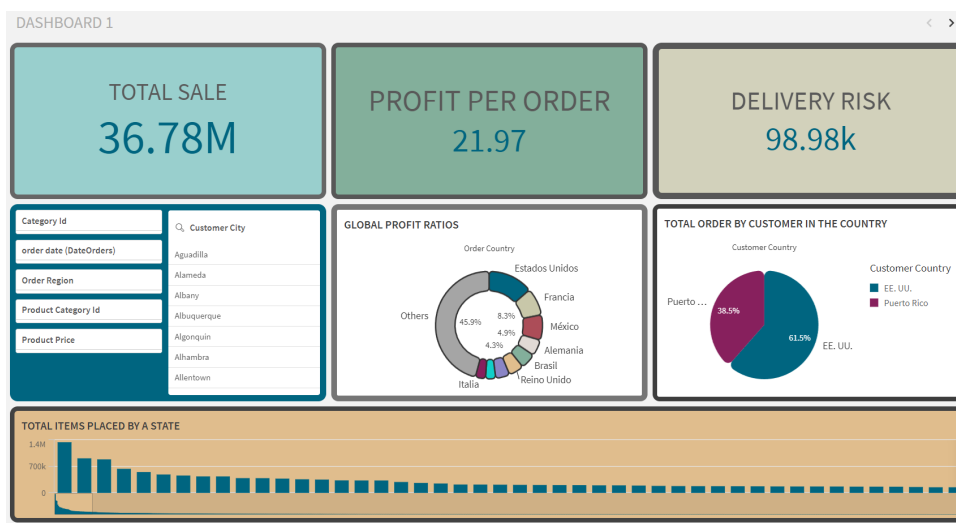 DASHBOARD 1
TOTAL SALE
36.78M
PROFIT PER ORDER
21.97
DELIVERY RISK
98.98k
Category Id
order date (DateOrders)
Order Region
Product Category Id
Product Price
Customer City
Aguadilla
Alameda
Albany
Albuquerque
Algonquin
Alhambra
Allentown
GLOBAL PROFIT RATIOS
Order Country
Estados Unidos
Francia
México
Alemania
Brasil
Reino Unido
Italia
Others
45.9%
8.3%
4.9%
4.3%
TOTAL ORDER BY CUSTOMER IN THE COUNTRY
Customer Country
Puerto ...
38.5%
61.5%
EE. UU.
Customer Country
EE. UU.
Puerto Rico
TOTAL ITEMS PLACED BY A STATE
1.4M
700k
0